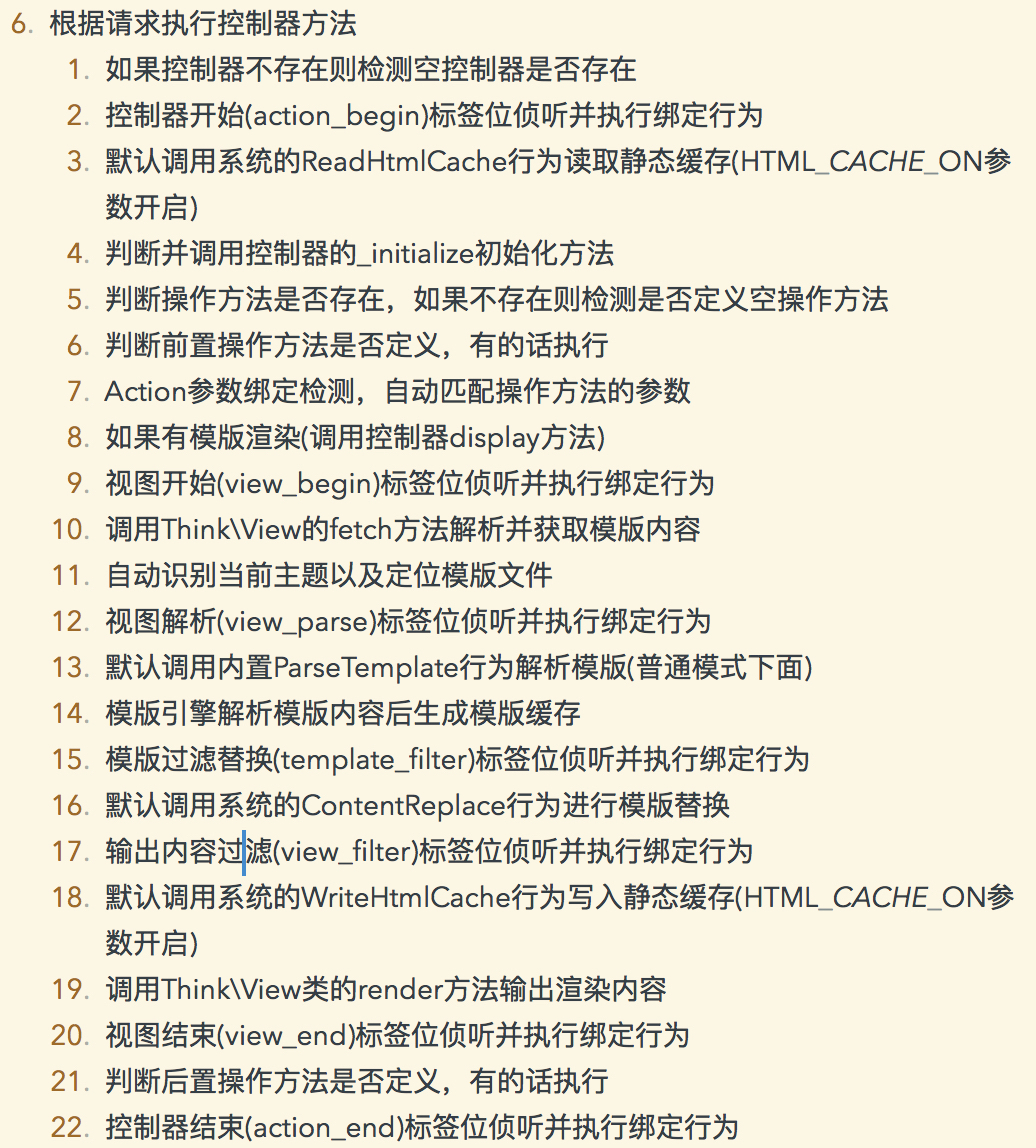 6. 根据请求执行控制器方法
1. 如果控制器不存在则检测空控制器是否存在
2. 控制器开始(action_begin)标签位侦听并执行绑定行为
3. 默认调用系统的ReadHtmlCache行为读取静态缓存(HTML_CACHE_ON参
数开启)
4. 判断并调用控制器的_initialize初始化方法
5. 判断操作方法是否存在，如果不存在则检测是否定义空操作方法
6. 判断前置操作方法是否定义，有的话执行
7. Action参数绑定检测，自动匹配操作方法的参数
8. 如果有模版渲染(调用控制器display方法)
9. 视图开始(view_begin)标签位侦听并执行绑定行为
10. 调用Think\View的fetch方法解析并获取模版内容
11. 自动识别当前主题以及定位模版文件
12. 视图解析(view_parse)标签位侦听并执行绑定行为
13. 默认调用内置ParseTemplate行为解析模版(普通模式下面)
14. 模版引擎解析模版内容后生成模版缓存
15. 模版过滤替换(template_filter)标签位侦听并执行绑定行为
16. 默认调用系统的ContentReplace行为进行模版替换
17. 输出内容过滤(view_filter)标签位侦听并执行绑定行为
18. 默认调用系统的WriteHtmlCache行为写入静态缓存(HTML_CACHE_ON参
数开启)
19. 调用Think\View类的render方法输出渲染内容
20. 视图结束(view_end)标签位侦听并执行绑定行为
21. 判断后置操作方法是否定义，有的话执行
22. 控制器结束(action_end)标签位侦听并执行绑定行为